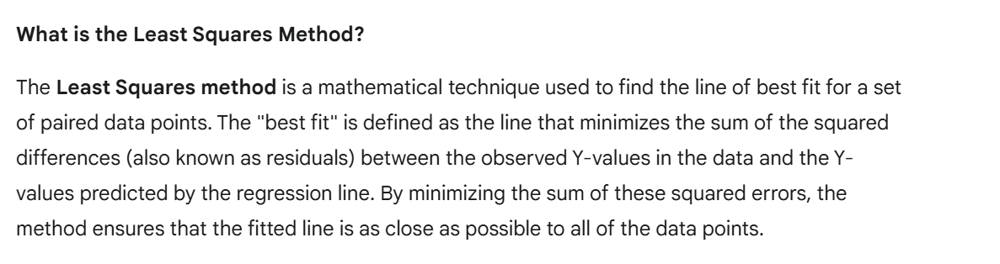 What is the Least Squares Method?
The Least Squares method is a mathematical technique used to find the line of best fit for a set
of paired data points. The "best fit" is defined as the line that minimizes the sum of the squared
differences (also known as residuals) between the observed Y-values in the data and the Y-
values predicted by the regression line. By minimizing the sum of these squared errors, the
method ensures that the fitted line is as close as possible to all of the data points.